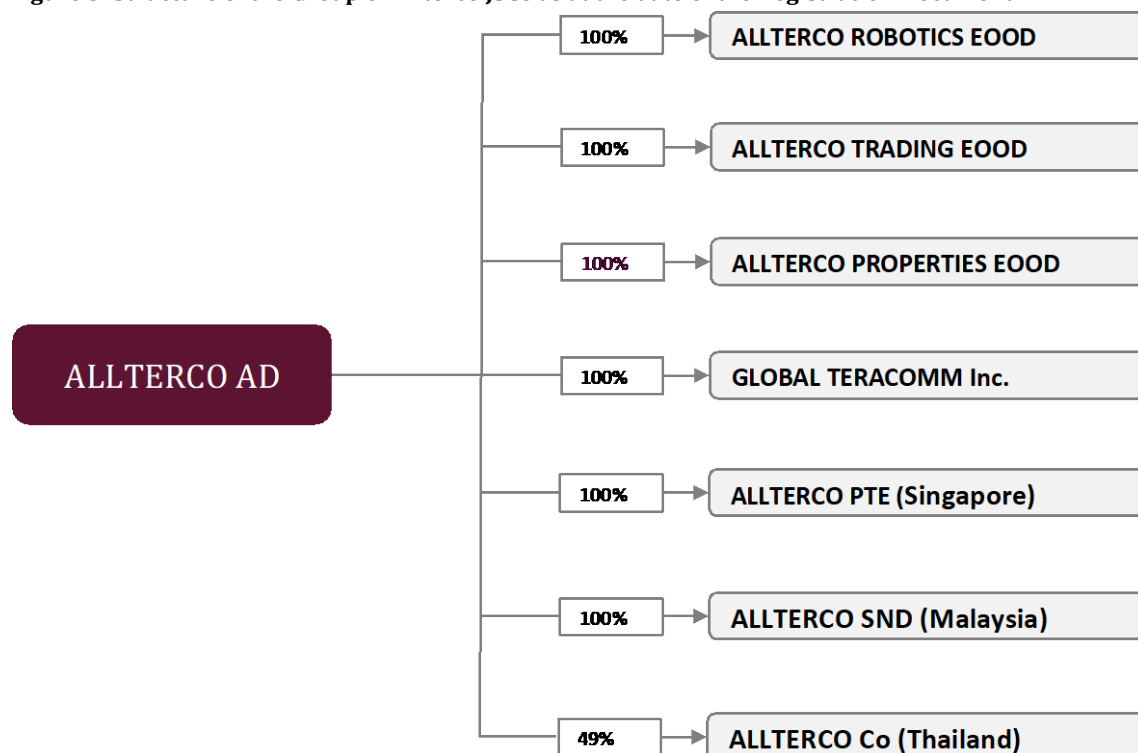 100%
ALLTERCO ROBOTICS EOOD
100%
ALLTERCO TRADING EOOD
100%
ALLTERCO PROPERTIES EOOD
ALLTERCO AD
100%
GLOBAL TERACOMM Inc.
100%
ALLTERCO PTE (Singapore)
100%
ALLTERCO SND (Malaysia)
49%
ALLTERCO Co (Thailand)